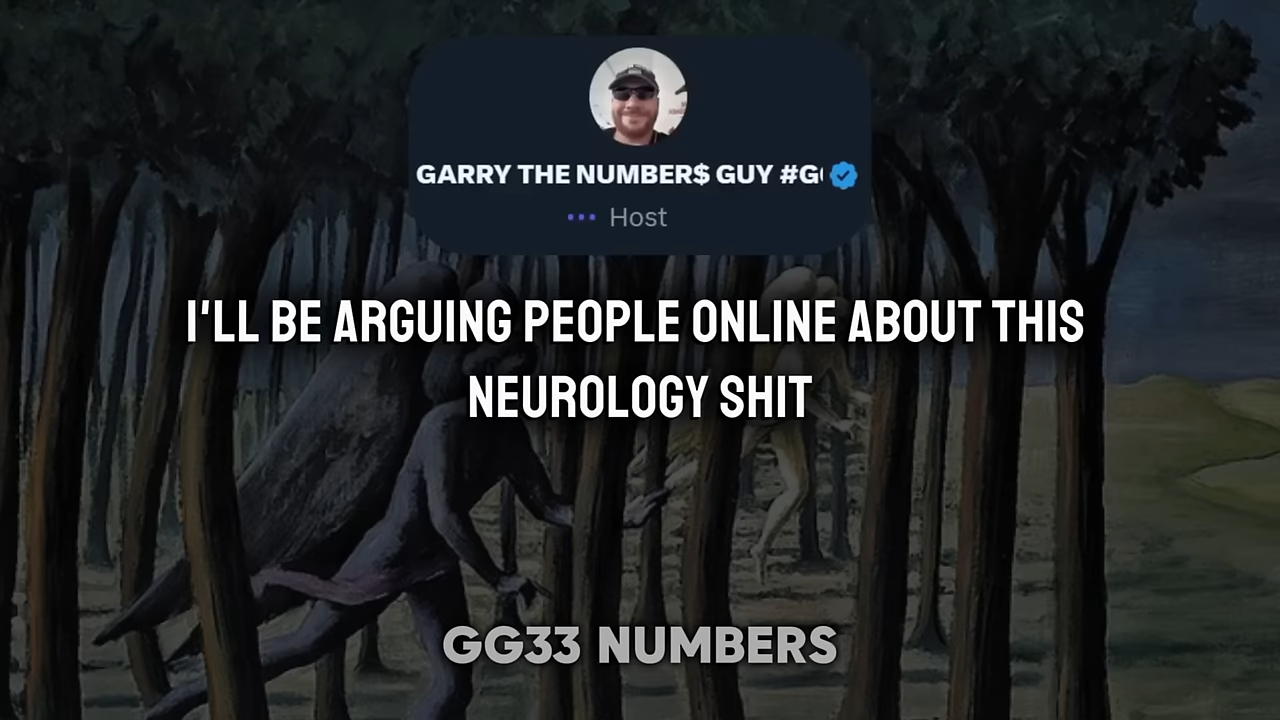 GARRY THE NUMBER$ GUY #G
••• Host
I'LL BE ARGUING PEOPLE ONLINE ABOUT THIS
NEUROLOGY SHIT
GG33 NUMBERS